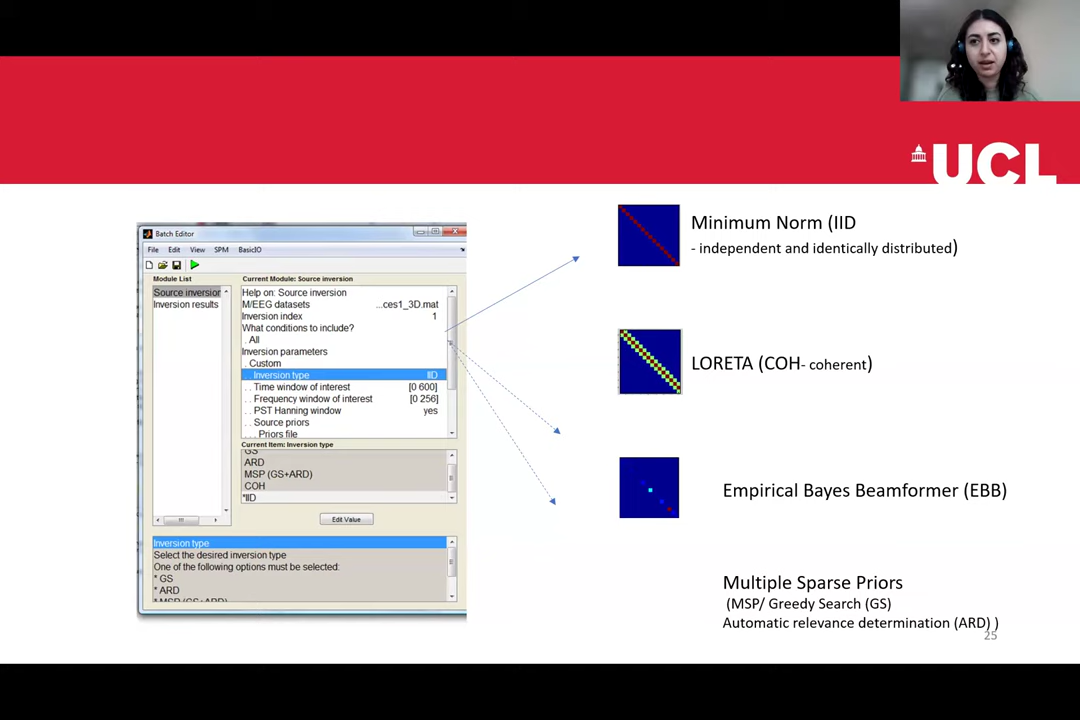 UCL
Batch Editor
File Edit View SPM BasicIO
Module List
Source inversion
Inversion results
Current Module: Source inversion
Help on: Source inversion
M/EEG datasets ...ces1_3D.mat
Inversion index 1
What conditions to include?
. All
Inversion parameters
. Custom
. . Inversion type IID
. . Time window of interest [0 600]
. . Frequency window of interest [0 256]
. . PST Hanning window yes
. . Source priors
. . . Priors file
Current Item: Inversion type
GS
ARD
MSP (GS+ARD)
COH
*IID
Edit Value
Inversion type
Select the desired inversion type
One of the following options must be selected:
* GS
* ARD
* MSP (GS+ARD)
Minimum Norm (IID
- independent and identically distributed)
LORETA (COH- coherent)
Empirical Bayes Beamformer (EBB)
Multiple Sparse Priors
(MSP/ Greedy Search (GS)
Automatic relevance determination (ARD) )
25